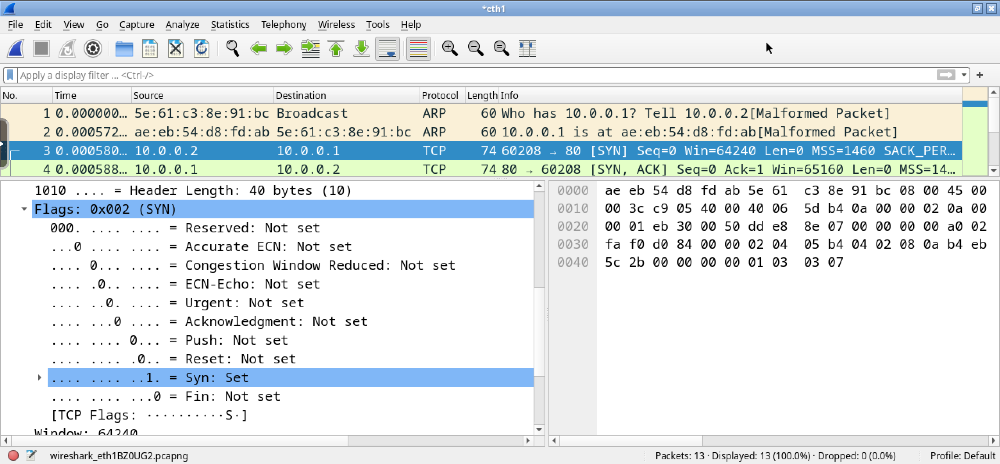 *eth1
File Edit View Go Capture Analyze Statistics Telephony Wireless Tools Help
Apply a display filter ... <Ctrl-/>
No. Time Source Destination Protocol Length Info
1 0.000000… 5e:61:c3:8e:91:bc Broadcast ARP 60 Who has 10.0.0.1? Tell 10.0.0.2[Malformed Packet]
2 0.000572… ae:eb:54:d8:fd:ab 5e:61:c3:8e:91:bc ARP 60 10.0.0.1 is at ae:eb:54:d8:fd:ab[Malformed Packet]
3 0.000580… 10.0.0.2 10.0.0.1 TCP 74 60208 → 80 [SYN] Seq=0 Win=64240 Len=0 MSS=1460 SACK_PER…
4 0.000588… 10.0.0.1 10.0.0.2 TCP 74 80 → 60208 [SYN, ACK] Seq=0 Ack=1 Win=65160 Len=0 MSS=14…
1010 .... = Header Length: 40 bytes (10)
Flags: 0x002 (SYN)
000. .... .... = Reserved: Not set
...0 .... .... = Accurate ECN: Not set
.... 0... .... = Congestion Window Reduced: Not set
.... .0.. .... = ECN-Echo: Not set
.... ..0. .... = Urgent: Not set
.... ...0 .... = Acknowledgment: Not set
.... .... 0... = Push: Not set
.... .... .0.. = Reset: Not set
.... .... ..1. = Syn: Set
.... .... ...0 = Fin: Not set
[TCP Flags: ··········S·]
Window: 64240
0000 ae eb 54 d8 fd ab 5e 61 c3 8e 91 bc 08 00 45 00
0010 00 3c c9 05 40 00 40 06 5d b4 0a 00 00 02 0a 00
0020 00 01 eb 30 00 50 dd e8 8e 07 00 00 00 00 a0 02
0030 fa f0 d0 84 00 00 02 04 05 b4 04 02 08 0a b4 eb
0040 5c 2b 00 00 00 00 01 03 03 07
wireshark_eth1BZ0UG2.pcapng
Packets: 13 · Displayed: 13 (100.0%) · Dropped: 0 (0.0%)
Profile: Default